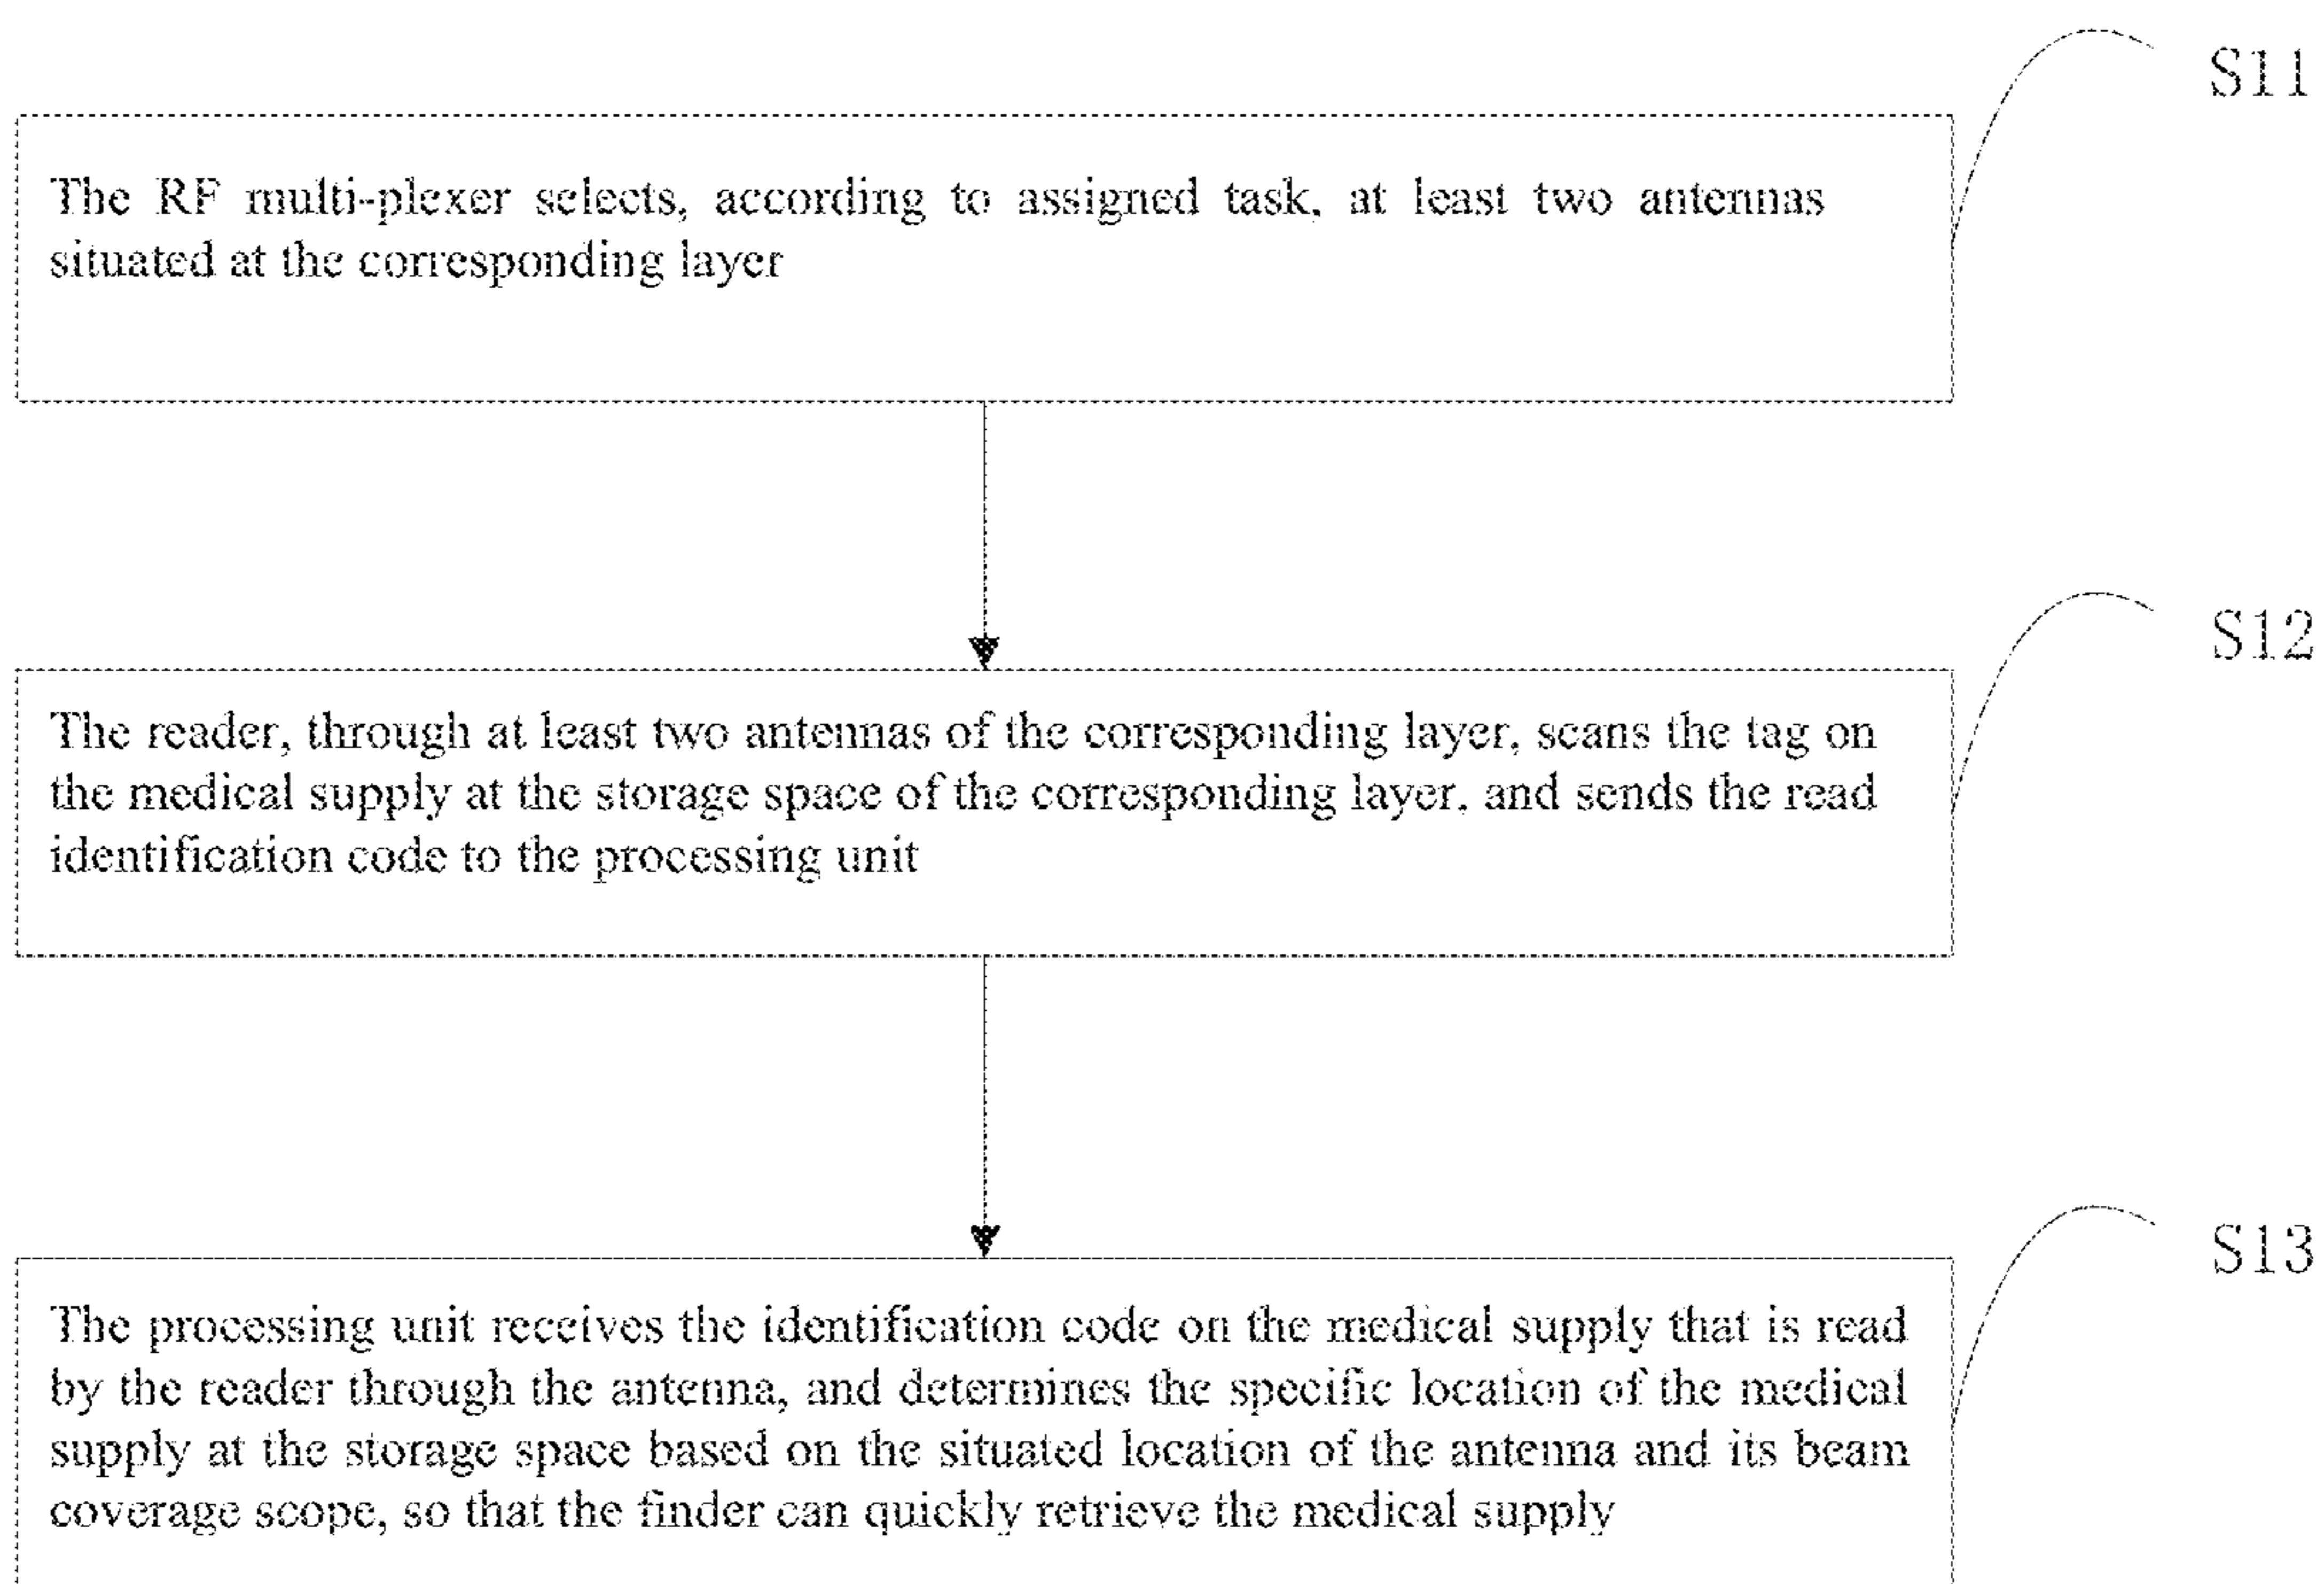 S11
The RF multi-plexer selects, according to assigned task, at least two antennas
situated at the corresponding layer
S12
The reader, through at least two antennas of the corresponding layer, scans the tag on
the medical supply at the storage space of the corresponding layer, and sends the read
identification code to the processing unit
S13
The processing unit receives the identification code on the medical supply that is read
by the reader through the antenna, and determines the specific location of the medical
supply at the storage space based on the situated location of the antenna and its beam
coverage scope, so that the finder can quickly retrieve the medical supply